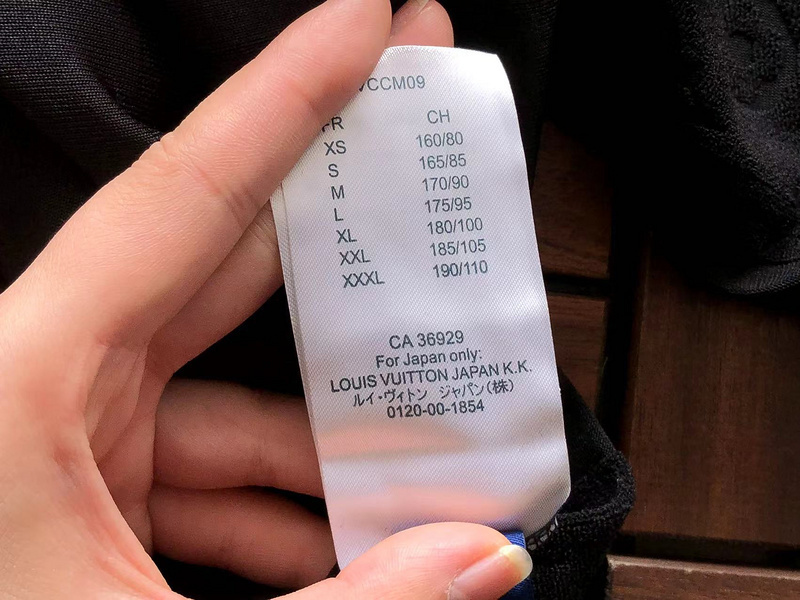 VCCM09
FR CH
XS 160/80
S 165/85
M 170/90
L 175/95
XL 180/100
XXL 185/105
XXXL 190/110
CA 36929
For Japan only:
LOUIS VUITTON JAPAN K.K.
ルイ・ヴィトン ジャパン(株)
0120-00-1854